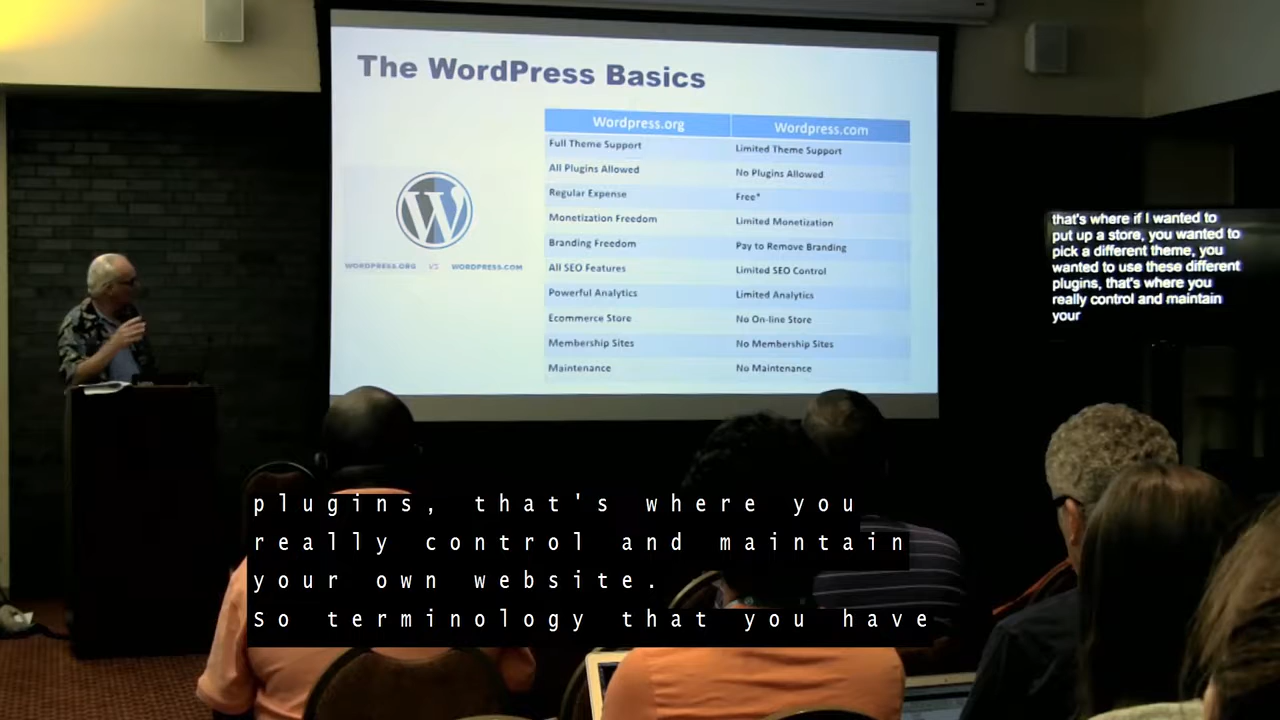 The WordPress Basics
Wordpress.org Wordpress.com
Full Theme Support Limited Theme Support
All Plugins Allowed No Plugins Allowed
Regular Expense Free*
Monetization Freedom Limited Monetization
Branding Freedom Pay to Remove Branding
All SEO Features Limited SEO Control
Powerful Analytics Limited Analytics
Ecommerce Store No On-line Store
Membership Sites No Membership Sites
Maintenance No Maintenance
W
WORDPRESS.ORG VS WORDPRESS.COM
that's where if I wanted to
put up a store, you wanted to
pick a different theme, you
wanted to use these different
plugins, that's where you
really control and maintain
your
plugins, that's where you
really control and maintain
your own website.
So terminology that you have